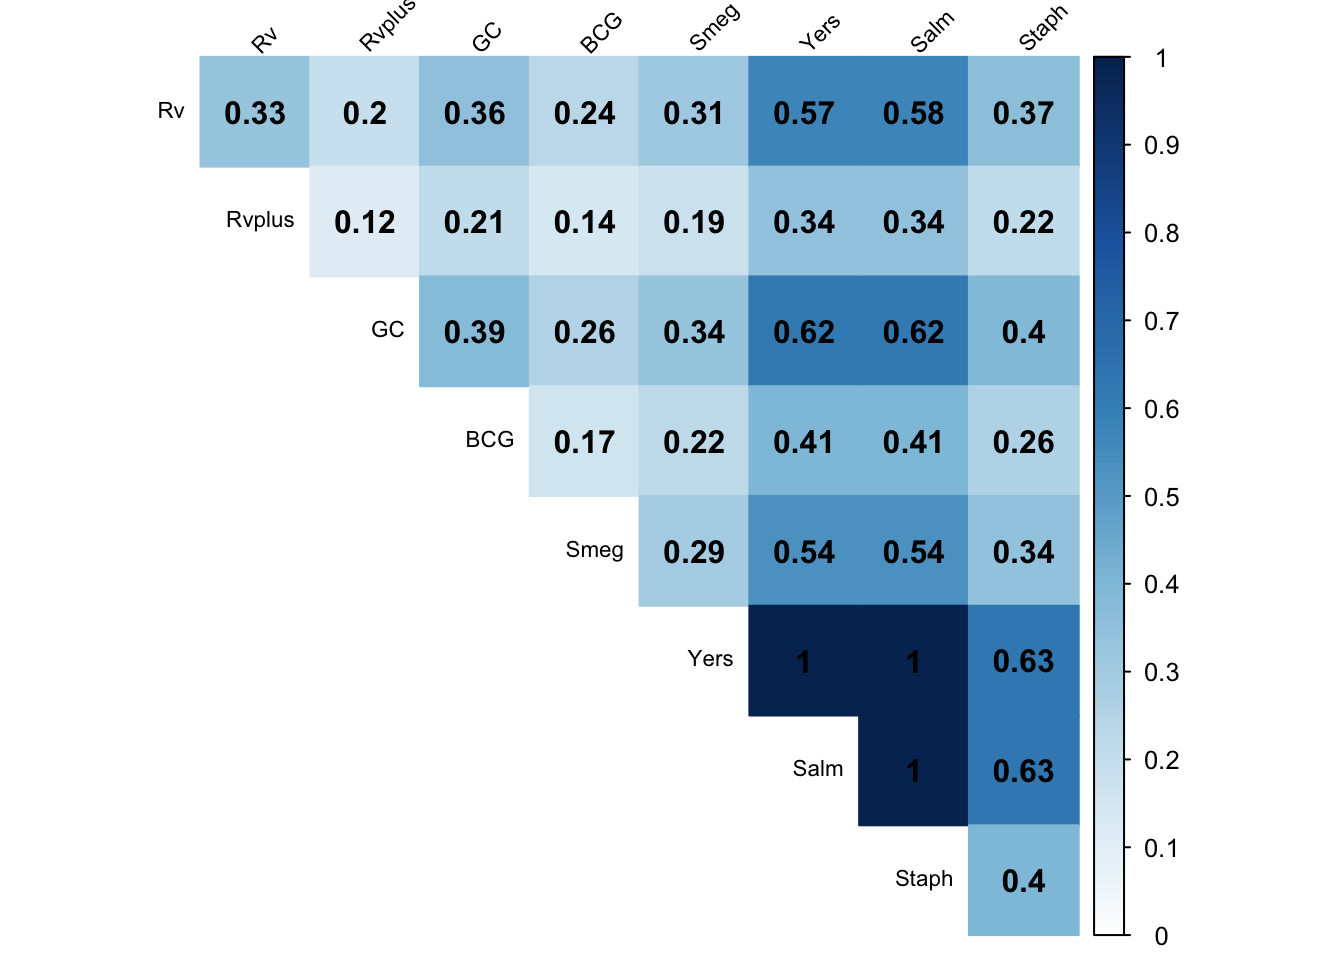 Rv Rvplus GC BCG Smeg Yers Salm Staph
Rv 0.33 0.2 0.36 0.24 0.31 0.57 0.58 0.37
Rvplus 0.12 0.21 0.14 0.19 0.34 0.34 0.22
GC 0.39 0.26 0.34 0.62 0.62 0.4
BCG 0.17 0.22 0.41 0.41 0.26
Smeg 0.29 0.54 0.54 0.34
Yers 1 1 0.63
Salm 1 0.63
Staph 0.4
1
0.9
0.8
0.7
0.6
0.5
0.4
0.3
0.2
0.1
0